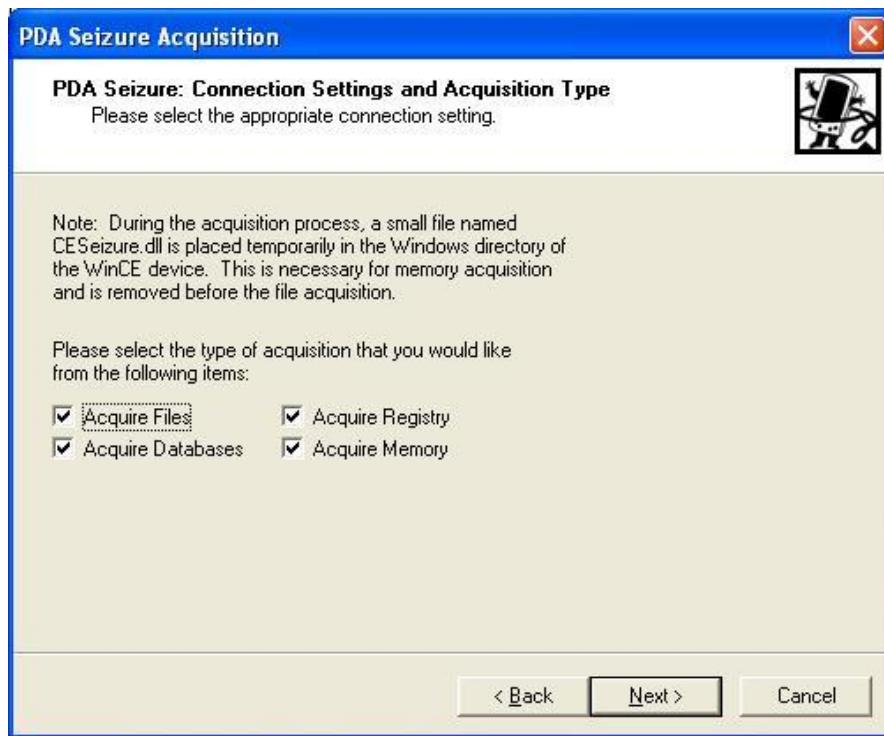 PDA Seizure Acquisition
PDA Seizure: Connection Settings and Acquisition Type
Please select the appropriate connection setting.
Note: During the acquisition process, a small file named
CESeizure.dll is placed temporarily in the Windows directory of
the WinCE device. This is necessary for memory acquisition
and is removed before the file acquisition.
Please select the type of acquisition that you would like
from the following items:
Acquire Files
Acquire Registry
Acquire Databases
Acquire Memory
< Back
Next >
Cancel